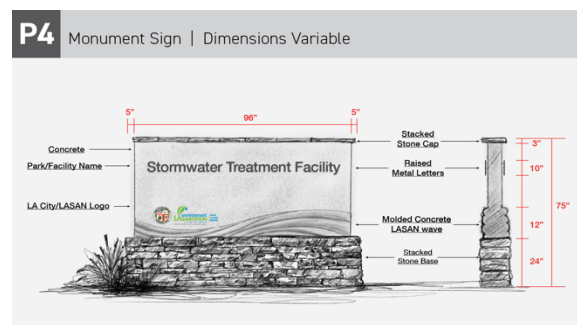 P4 Monument Sign | Dimensions Variable
5" 96" 5"
Concrete
Park/Facility Name
LA City/LASAN Logo
Stormwater Treatment Facility
Stacked
Stone Cap
Raised
Metal Letters
Molded Concrete
LASAN wave
Stacked
Stone Base
3"
10"
75"
12"
24"